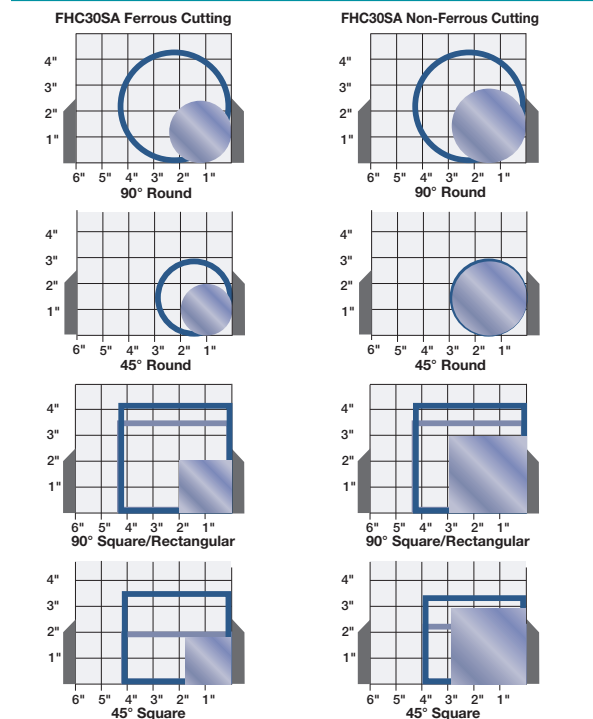 FHC30SA Ferrous Cutting
4"
3"
2"
1"
6" 5" 4" 3" 2" 1"
90° Round
FHC30SA Non-Ferrous Cutting
4"
3"
2"
1"
6" 5" 4" 3" 2" 1"
90° Round
4"
3"
2"
1"
6" 5" 4" 3" 2" 1"
45° Round
4"
3"
2"
1"
6" 5" 4" 3" 2" 1"
45° Round
4"
3"
2"
1"
6" 5" 4" 3" 2" 1"
90° Square/Rectangular
4"
3"
2"
1"
6" 5" 4" 3" 2" 1"
90° Square/Rectangular
4"
3"
2"
1"
6" 5" 4" 3" 2" 1"
45° Square
4"
3"
2"
1"
6" 5" 4" 3" 2" 1"
45° Square